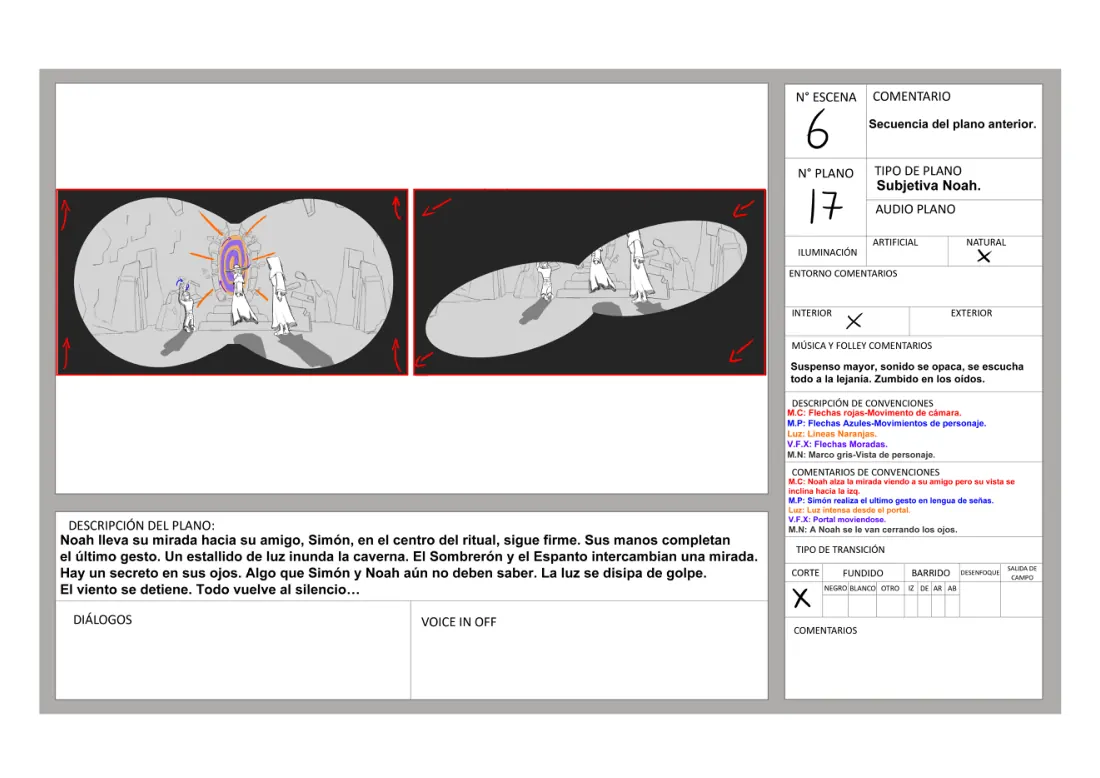 N° ESCENA
6
COMENTARIO
Secuencia del plano anterior.
N° PLANO
17
TIPO DE PLANO
Subjetiva Noah.
AUDIO PLANO
ILUMINACIÓN
ARTIFICIAL
NATURAL
X
ENTORNO COMENTARIOS
INTERIOR
X
EXTERIOR
MÚSICA Y FOLLEY COMENTARIOS
Suspenso mayor, sonido se opaca, se escucha
todo a la lejanía. Zumbido en los oídos.
DESCRIPCIÓN DE CONVENCIONES
M.C: Flechas rojas-Movimento de cámara.
M.P: Flechas Azules-Movimientos de personaje.
Luz: Líneas Naranjas.
V.F.X: Flechas Moradas.
M.N: Marco gris-Vista de personaje.
COMENTARIOS DE CONVENCIONES
M.C: Noah alza la mirada viendo a su amigo pero su vista se
inclina hacia la izq.
M.P: Simón realiza el ultimo gesto en lengua de señas.
Luz: Luz intensa desde el portal.
V.F.X: Portal moviendose.
M.N: A Noah se le van cerrando los ojos.
TIPO DE TRANSICIÓN
CORTE
X
FUNDIDO
NEGRO BLANCO OTRO
BARRIDO
IZ DE AR AB
DESENFOQUE
SALIDA DE
CAMPO
COMENTARIOS
DESCRIPCIÓN DEL PLANO:
Noah lleva su mirada hacia su amigo, Simón, en el centro del ritual, sigue firme. Sus manos completan
el último gesto. Un estallido de luz inunda la caverna. El Sombrerón y el Espanto intercambian una mirada.
Hay un secreto en sus ojos. Algo que Simón y Noah aún no deben saber. La luz se disipa de golpe.
El viento se detiene. Todo vuelve al silencio…
DIÁLOGOS
VOICE IN OFF